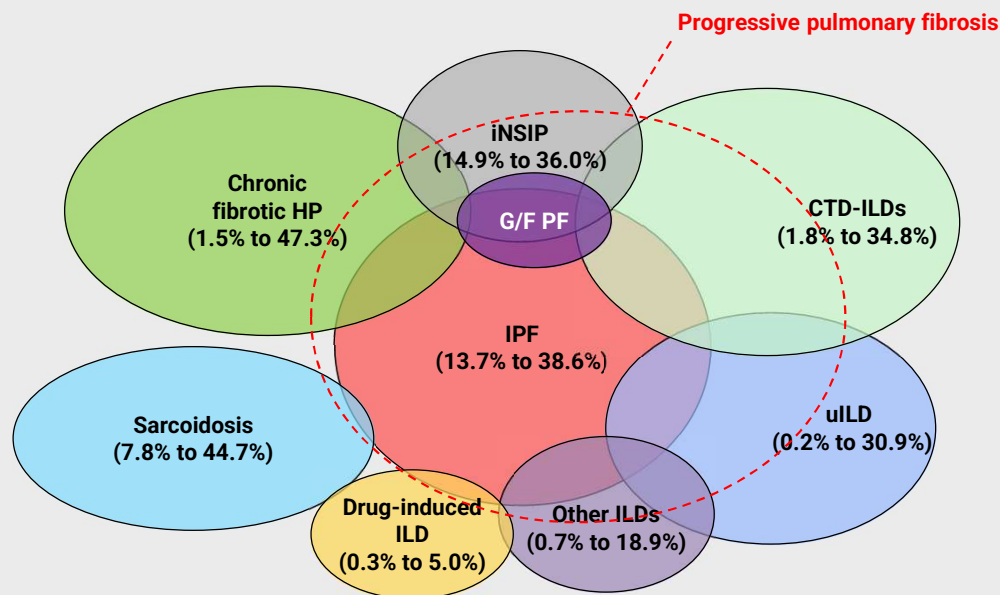 Progressive pulmonary fibrosis
iNSIP
(14.9% to 36.0%)
Chronic
fibrotic HP
(1.5% to 47.3%)
G/F PF
CTD-ILDs
(1.8% to 34.8%)
IPF
(13.7% to 38.6%)
Sarcoidosis
(7.8% to 44.7%)
uILD
(0.2% to 30.9%)
Drug-induced
ILD
(0.3% to 5.0%)
Other ILDs
(0.7% to 18.9%)